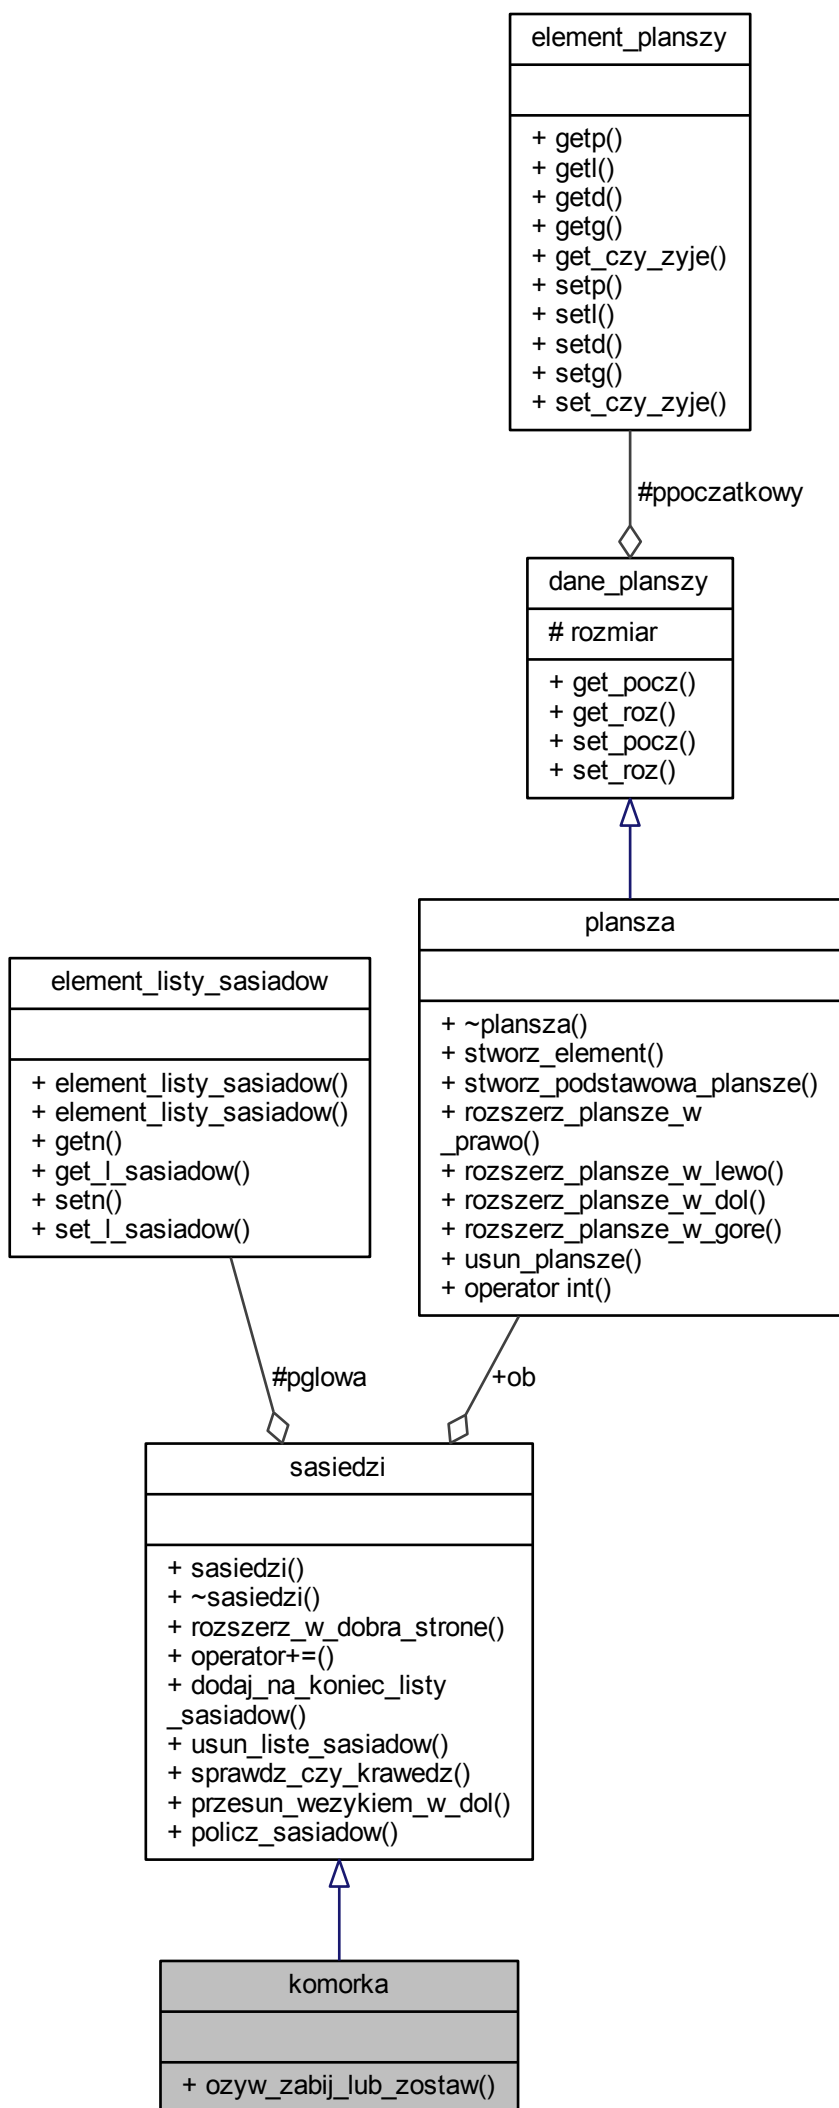 element_planszy
+ getp()
+ getl()
+ getd()
+ getg()
+ get_czy_zyje()
+ setp()
+ setl()
+ setd()
+ setg()
+ set_czy_zyje()
#ppoczatkowy
dane_planszy
# rozmiar
+ get_pocz()
+ get_roz()
+ set_pocz()
+ set_roz()
plansza
+ ~plansza()
+ stworz_element()
+ stworz_podstawowa_plansze()
+ rozszerz_plansze_w
_prawo()
+ rozszerz_plansze_w_lewo()
+ rozszerz_plansze_w_dol()
+ rozszerz_plansze_w_gore()
+ usun_plansze()
+ operator int()
element_listy_sasiadow
+ element_listy_sasiadow()
+ element_listy_sasiadow()
+ getn()
+ get_l_sasiadow()
+ setn()
+ set_l_sasiadow()
#pglowa
+ob
sasiedzi
+ sasiedzi()
+ ~sasiedzi()
+ rozszerz_w_dobra_strone()
+ operator+=()
+ dodaj_na_koniec_listy
_sasiadow()
+ usun_liste_sasiadow()
+ sprawdz_czy_krawedz()
+ przesun_wezykiem_w_dol()
+ policz_sasiadow()
komorka
+ ozyw_zabij_lub_zostaw()